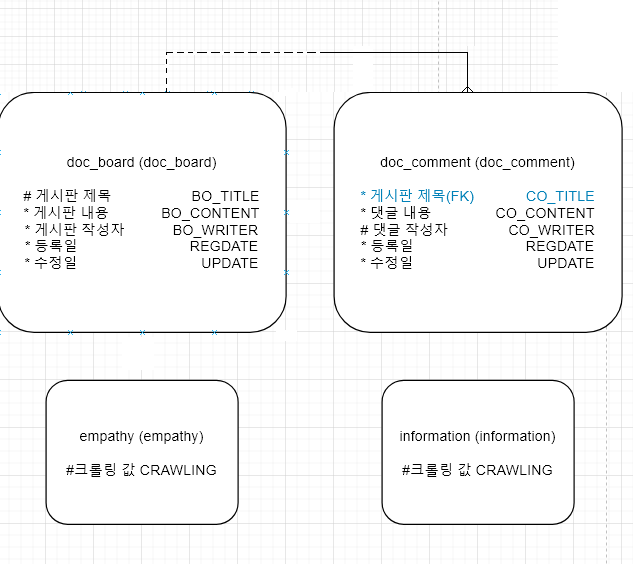 doc_board (doc_board)
# 게시판 제목 BO_TITLE
* 게시판 내용 BO_CONTENT
* 게시판 작성자 BO_WRITER
* 등록일 REGDATE
* 수정일 UPDATE
doc_comment (doc_comment)
* 게시판 제목(FK) CO_TITLE
* 댓글 내용 CO_CONTENT
# 댓글 작성자 CO_WRITER
* 등록일 REGDATE
* 수정일 UPDATE
empathy (empathy)
#크롤링 값 CRAWLING
information (information)
#크롤링 값 CRAWLING